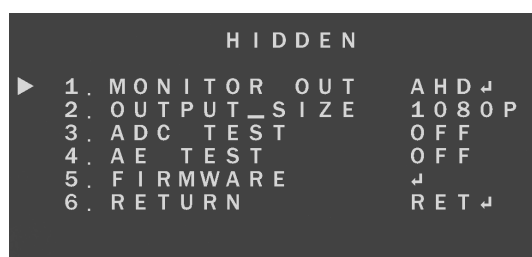 HIDDEN
▶ 1. MONITOR OUT AHD↵
2. OUTPUT_SIZE 1080P
3. ADC TEST OFF
4. AE TEST OFF
5. FIRMWARE ↵
6. RETURN RET↵